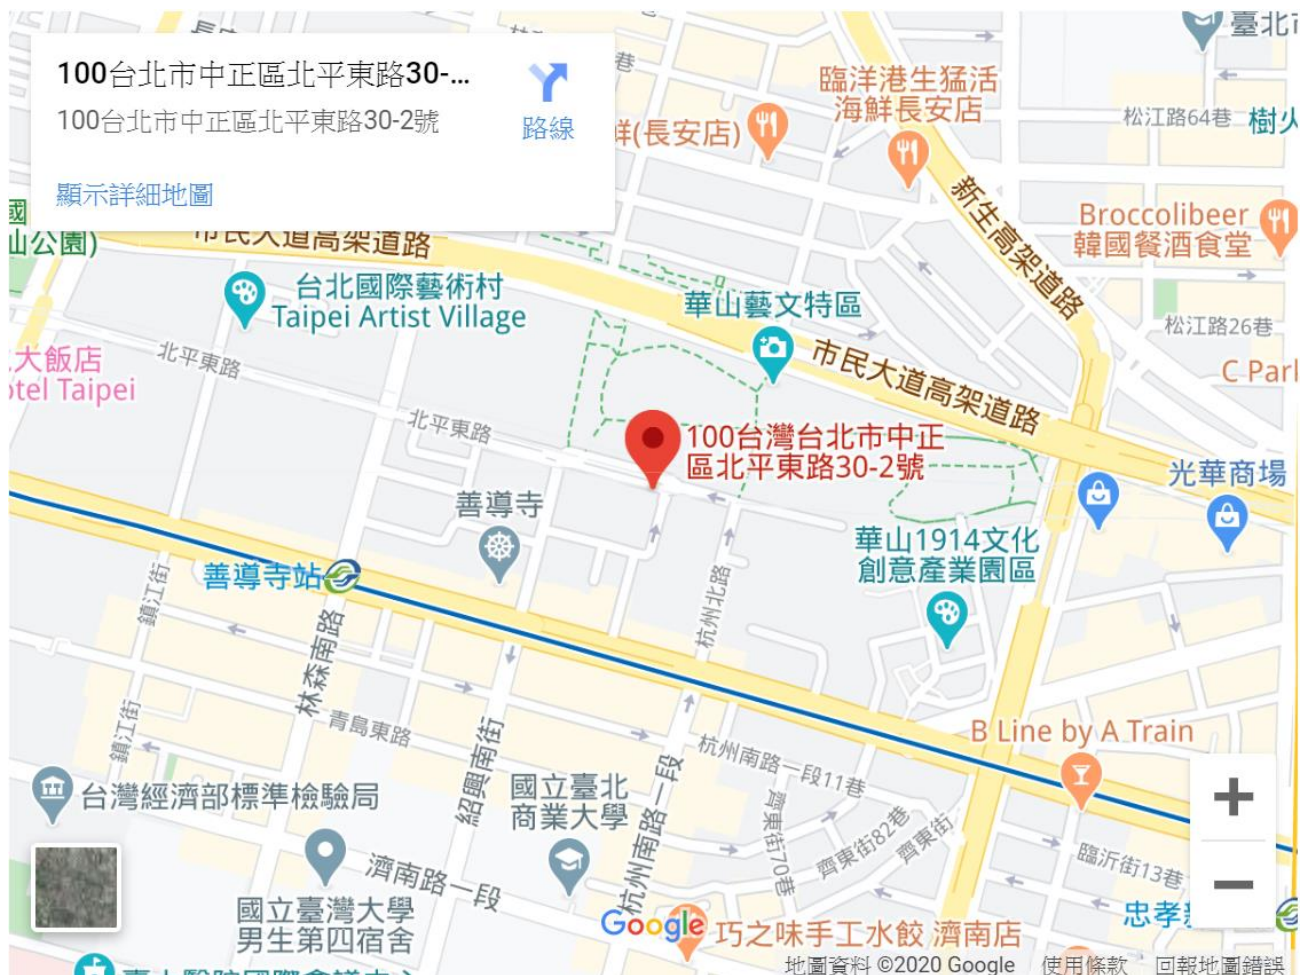 100台北市中正區北平東路30-...
100台北市中正區北平東路30-2號
路線
顯示詳細地圖
鮮(長安店)
巷
臨洋港生猛活
海鮮長安店
松江路64巷
樹火
新生高架道路
Broccolibeer
韓國餐酒食堂
市民大道高架道路
台北國際藝術村
Taipei Artist Village
華山藝文特區
松江路26巷
大飯店
otel Taipei
北平東路
市民大道高架道路
C Park
北平東路
100台灣台北市中正
區北平東路30-2號
光華商場
善導寺
華山1914文化
創意產業園區
善導寺站
鎮江街
林森南路
杭州北路
鎮江街
青島東路
紹興南街
B Line by A Train
杭州南路一段11巷
台灣經濟部標準檢驗局
國立臺北
商業大學
杭州南路一段
齊東街70巷
齊東街82巷
齊東街
臨沂街13巷
濟南路一段
國立臺灣大學
男生第四宿舍
Google
巧之味手工水餃 濟南店
忠孝新
地圖資料 ©2020 Google
使用條款
回報地圖錯誤